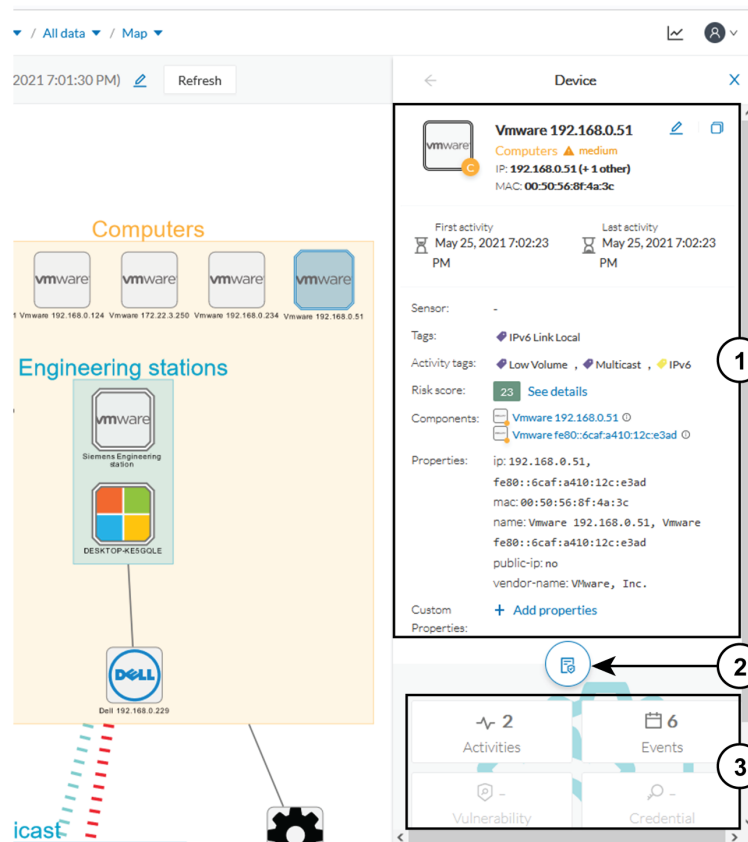 / All data / Map
2021 7:01:30 PM) Refresh
Device
vmware
C
Vmware 192.168.0.51
Computers medium
IP: 192.168.0.51 (+ 1 other)
MAC: 00:50:56:8f:4a:3c
First activity
May 25, 2021 7:02:23
PM
Last activity
May 25, 2021 7:02:23
PM
Computers
vmware vmware vmware vmware
1 Vmware 192.168.0.124 Vmware 172.22.3.250 Vmware 192.168.0.234 Vmware 192.168.0.51
Engineering stations
vmware
Siemens Engineering
station
DESKTOP-KE5GQLE
DELL
Dell 192.168.0.229
icast
Sensor: -
Tags: IPv6 Link Local
Activity tags: Low Volume , Multicast , IPv6
Risk score: 23 See details
Components: Vmware 192.168.0.51
Vmware fe80::6caf:a410:12c:e3ad
Properties: ip: 192.168.0.51,
fe80::6caf:a410:12c:e3ad
mac: 00:50:56:8f:4a:3c
name: Vmware 192.168.0.51, Vmware
fe80::6caf:a410:12c:e3ad
public-ip: no
vendor-name: VMware, Inc.
Custom + Add properties
Properties:
1
2
2
Activities
6
Events
3
-
Vulnerability
-
Credential